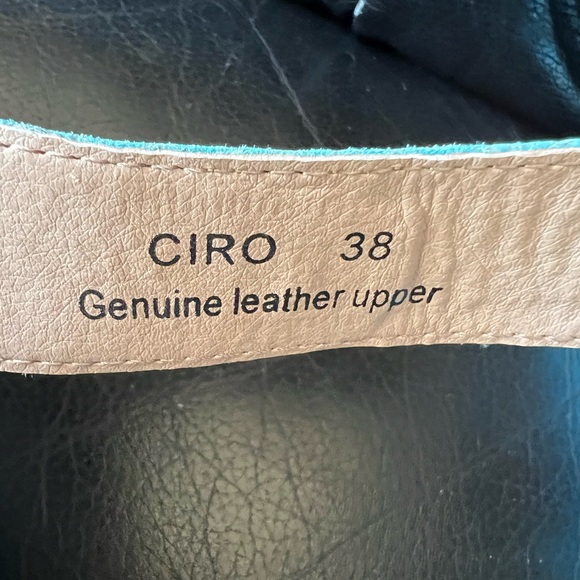 CIRO 38
Genuine leather upper